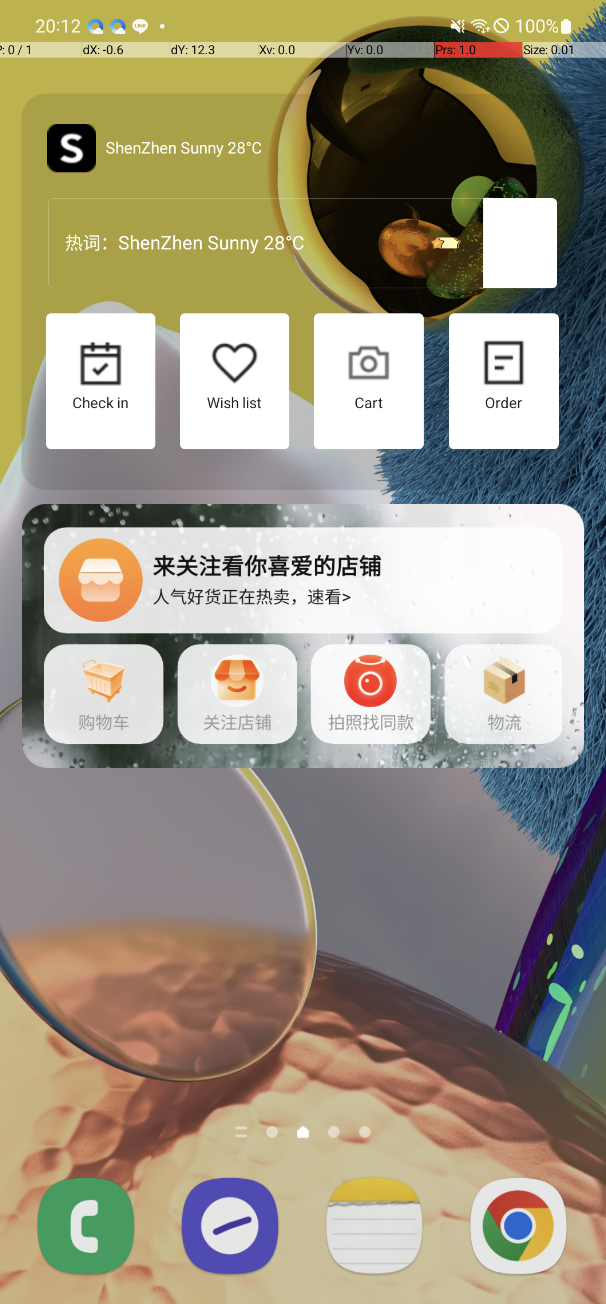 20:12
100%
P: 0 / 1 dX: -0.6 dY: 12.3 Xv: 0.0 Yv: 0.0 Prs: 1.0 Size: 0.01
S ShenZhen Sunny 28°C
热词：ShenZhen Sunny 28°C
Check in
Wish list
Cart
Order
来关注看你喜爱的店铺
人气好货正在热卖，速看>
购物车
关注店铺
拍照找同款
物流